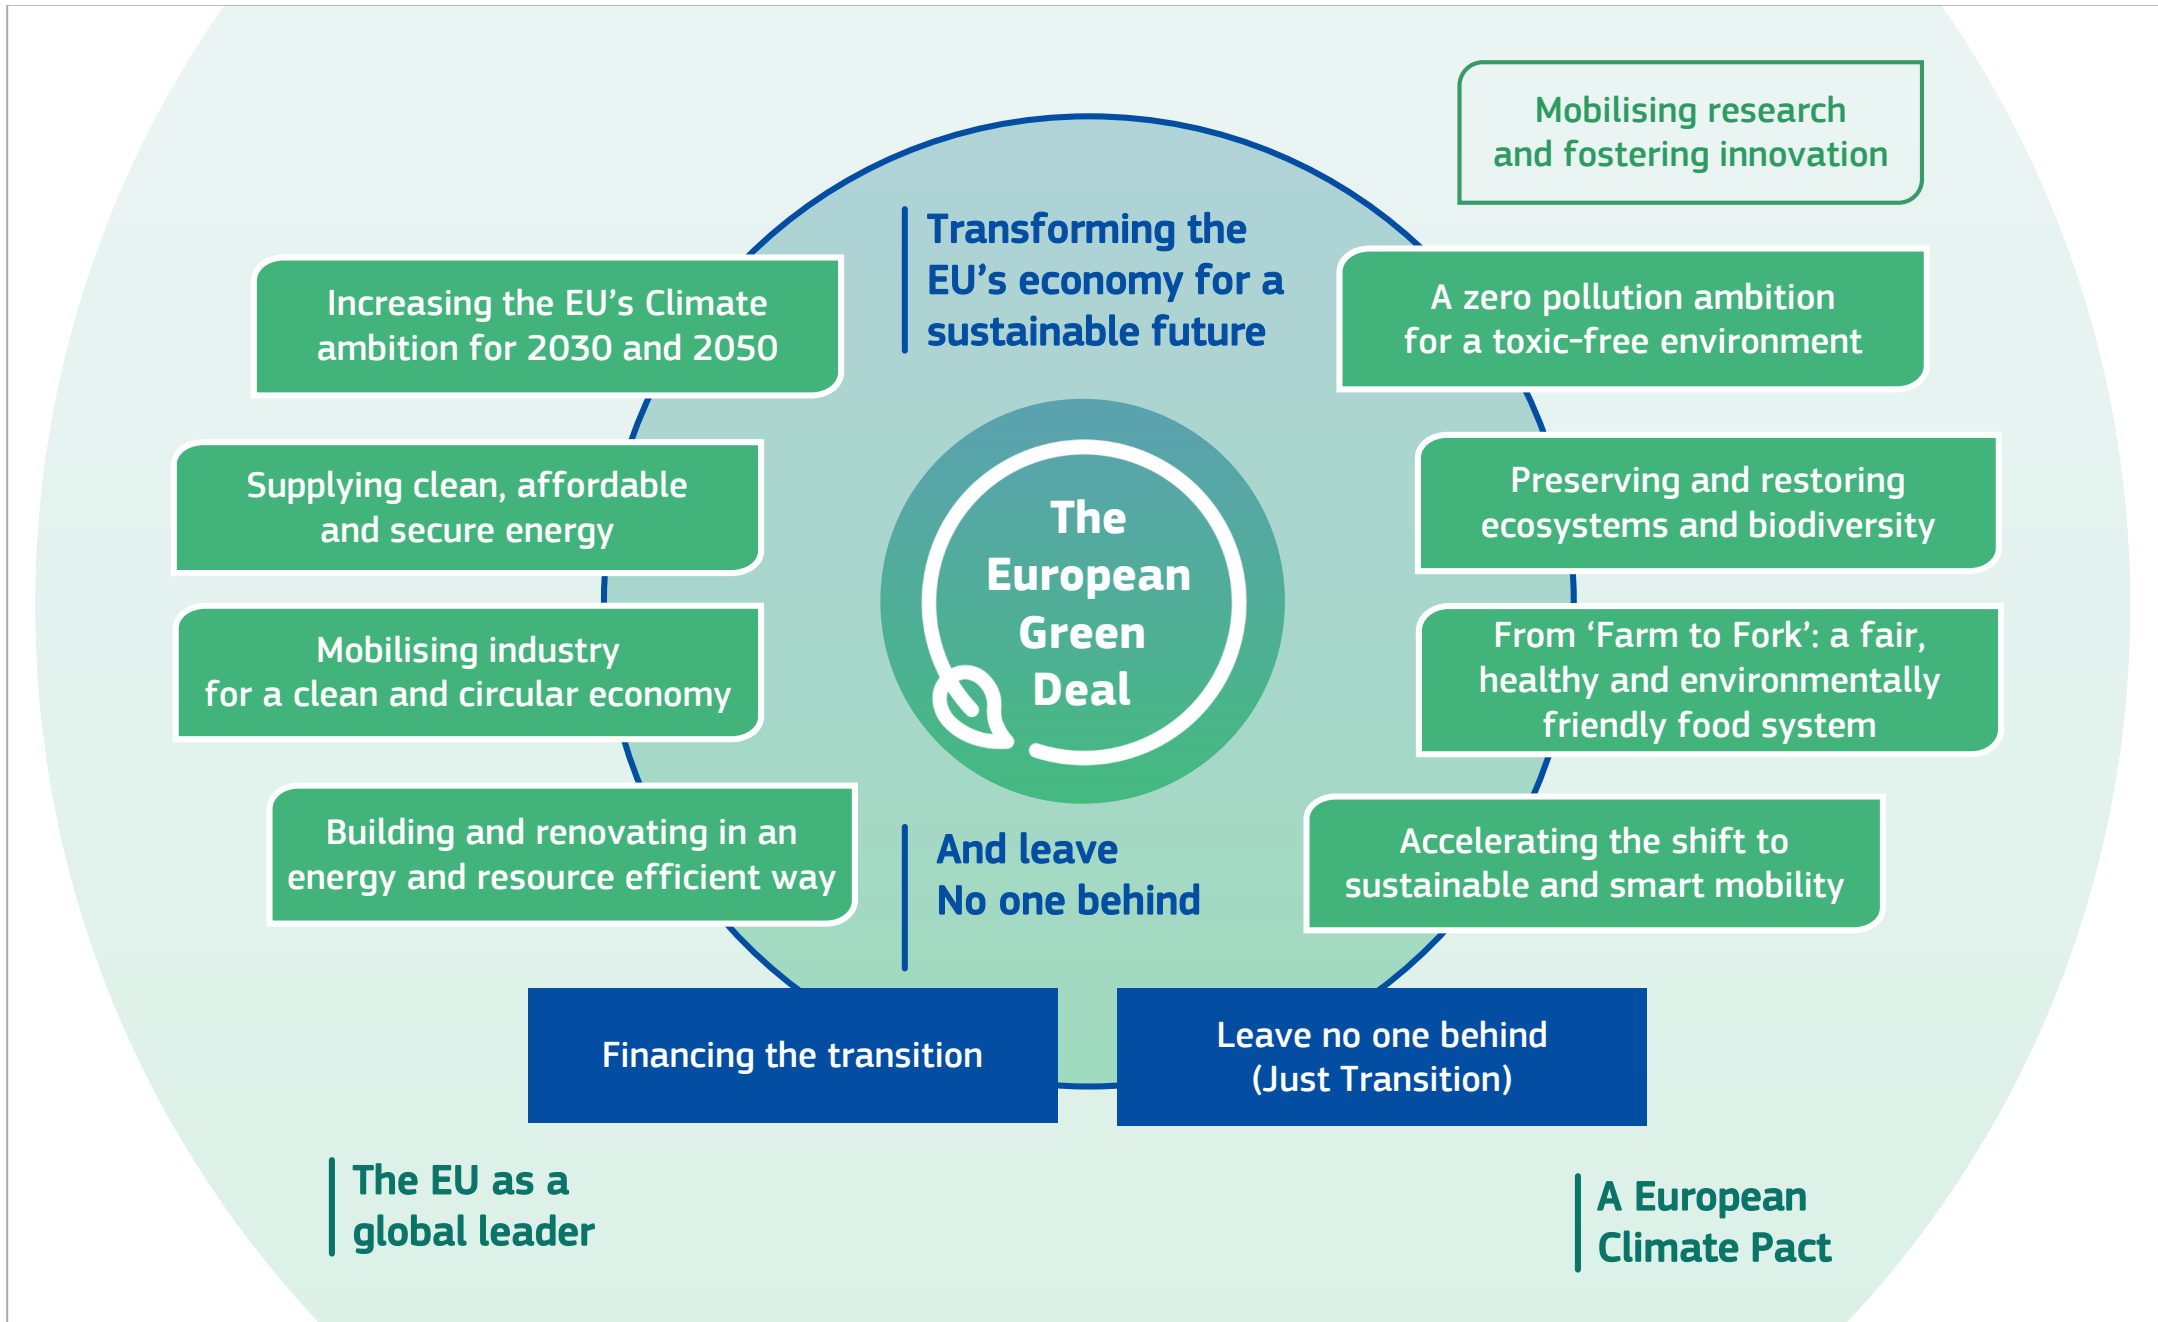 Mobilising research
and fostering innovation
Transforming the
EU’s economy for a
sustainable future
Increasing the EU’s Climate
ambition for 2030 and 2050
A zero pollution ambition
for a toxic-free environment
Supplying clean, affordable
and secure energy
Preserving and restoring
ecosystems and biodiversity
The
European
Green
Deal
Mobilising industry
for a clean and circular economy
From ‘Farm to Fork’: a fair,
healthy and environmentally
friendly food system
Building and renovating in an
energy and resource efficient way
And leave
No one behind
Accelerating the shift to
sustainable and smart mobility
Financing the transition
Leave no one behind
(Just Transition)
The EU as a
global leader
A European
Climate Pact